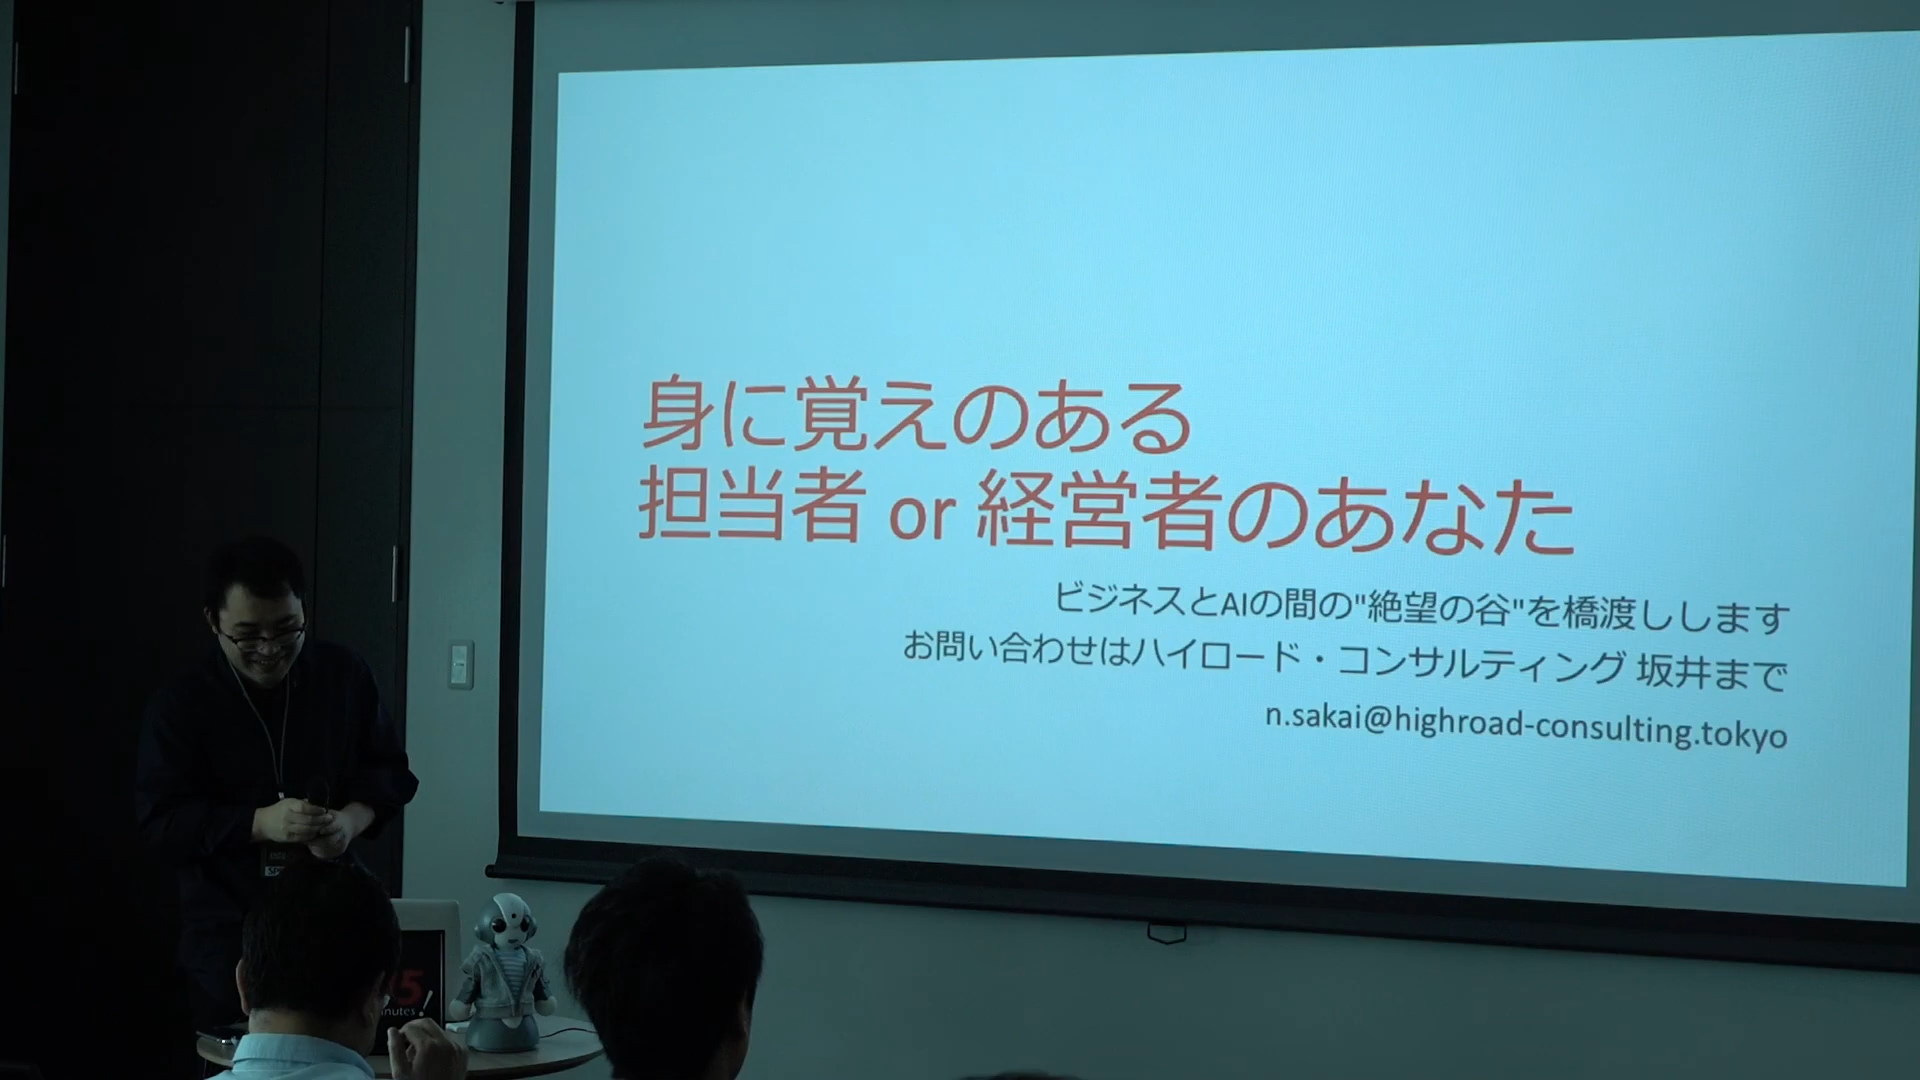 身に覚えのある
担当者 or 経営者のあなた
ビジネスとAIの間の"絶望の谷"を橋渡しします
お問い合わせはハイロード・コンサルティング 坂井まで
n.sakai@highroad-consulting.tokyo